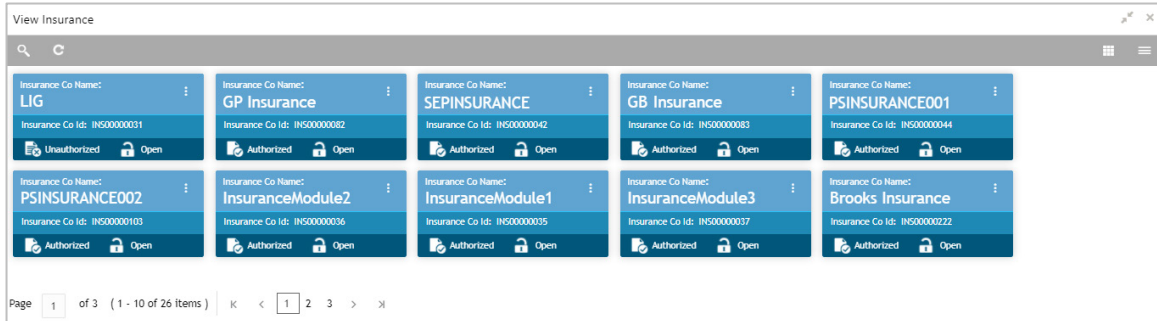 View Insurance
Insurance Co Name: Insurance Co Name: Insurance Co Name: Insurance Co Name: Insurance Co Name:
LIG GP Insurance SEPINSURANCE GB Insurance PSINSURANCE001
Insurance Co Id: INS00000031 Insurance Co Id: INS00000082 Insurance Co Id: INS00000042 Insurance Co Id: INS00000083 Insurance Co Id: INS00000044
Unauthorized Open Authorized Open Authorized Open Authorized Open Authorized Open
Insurance Co Name: Insurance Co Name: Insurance Co Name: Insurance Co Name: Insurance Co Name:
PSINSURANCE002 InsuranceModule2 InsuranceModule1 InsuranceModule3 Brooks Insurance
Insurance Co Id: INS00000103 Insurance Co Id: INS00000036 Insurance Co Id: INS00000035 Insurance Co Id: INS00000037 Insurance Co Id: INS00000222
Authorized Open Authorized Open Authorized Open Authorized Open Authorized Open
Page 1 of 3 ( 1 - 10 of 26 items ) K < 1 2 3 > >|